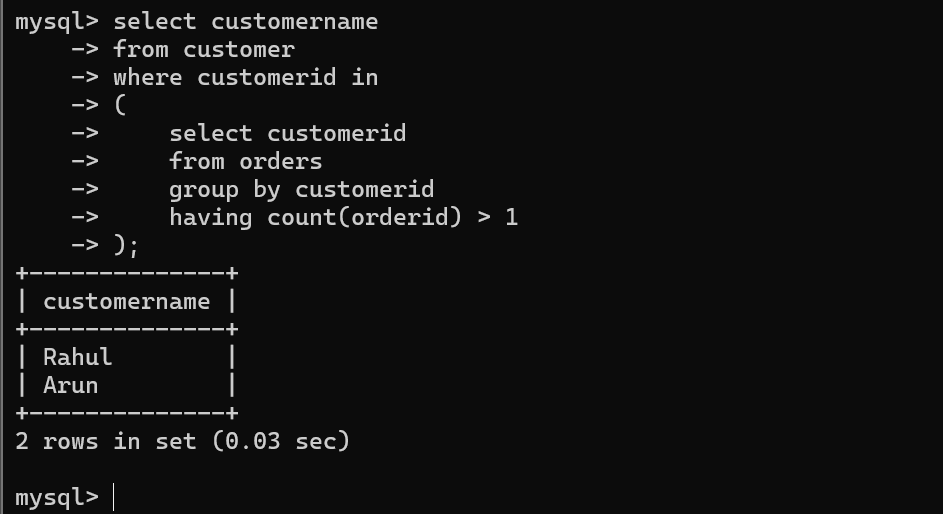 mysql> select customername
    -> from customer
    -> where customerid in
    -> (
    ->     select customerid
    ->     from orders
    ->     group by customerid
    ->     having count(orderid) > 1
    -> );
+--------------+
| customername |
+--------------+
| Rahul        |
| Arun         |
+--------------+
2 rows in set (0.03 sec)

mysql>